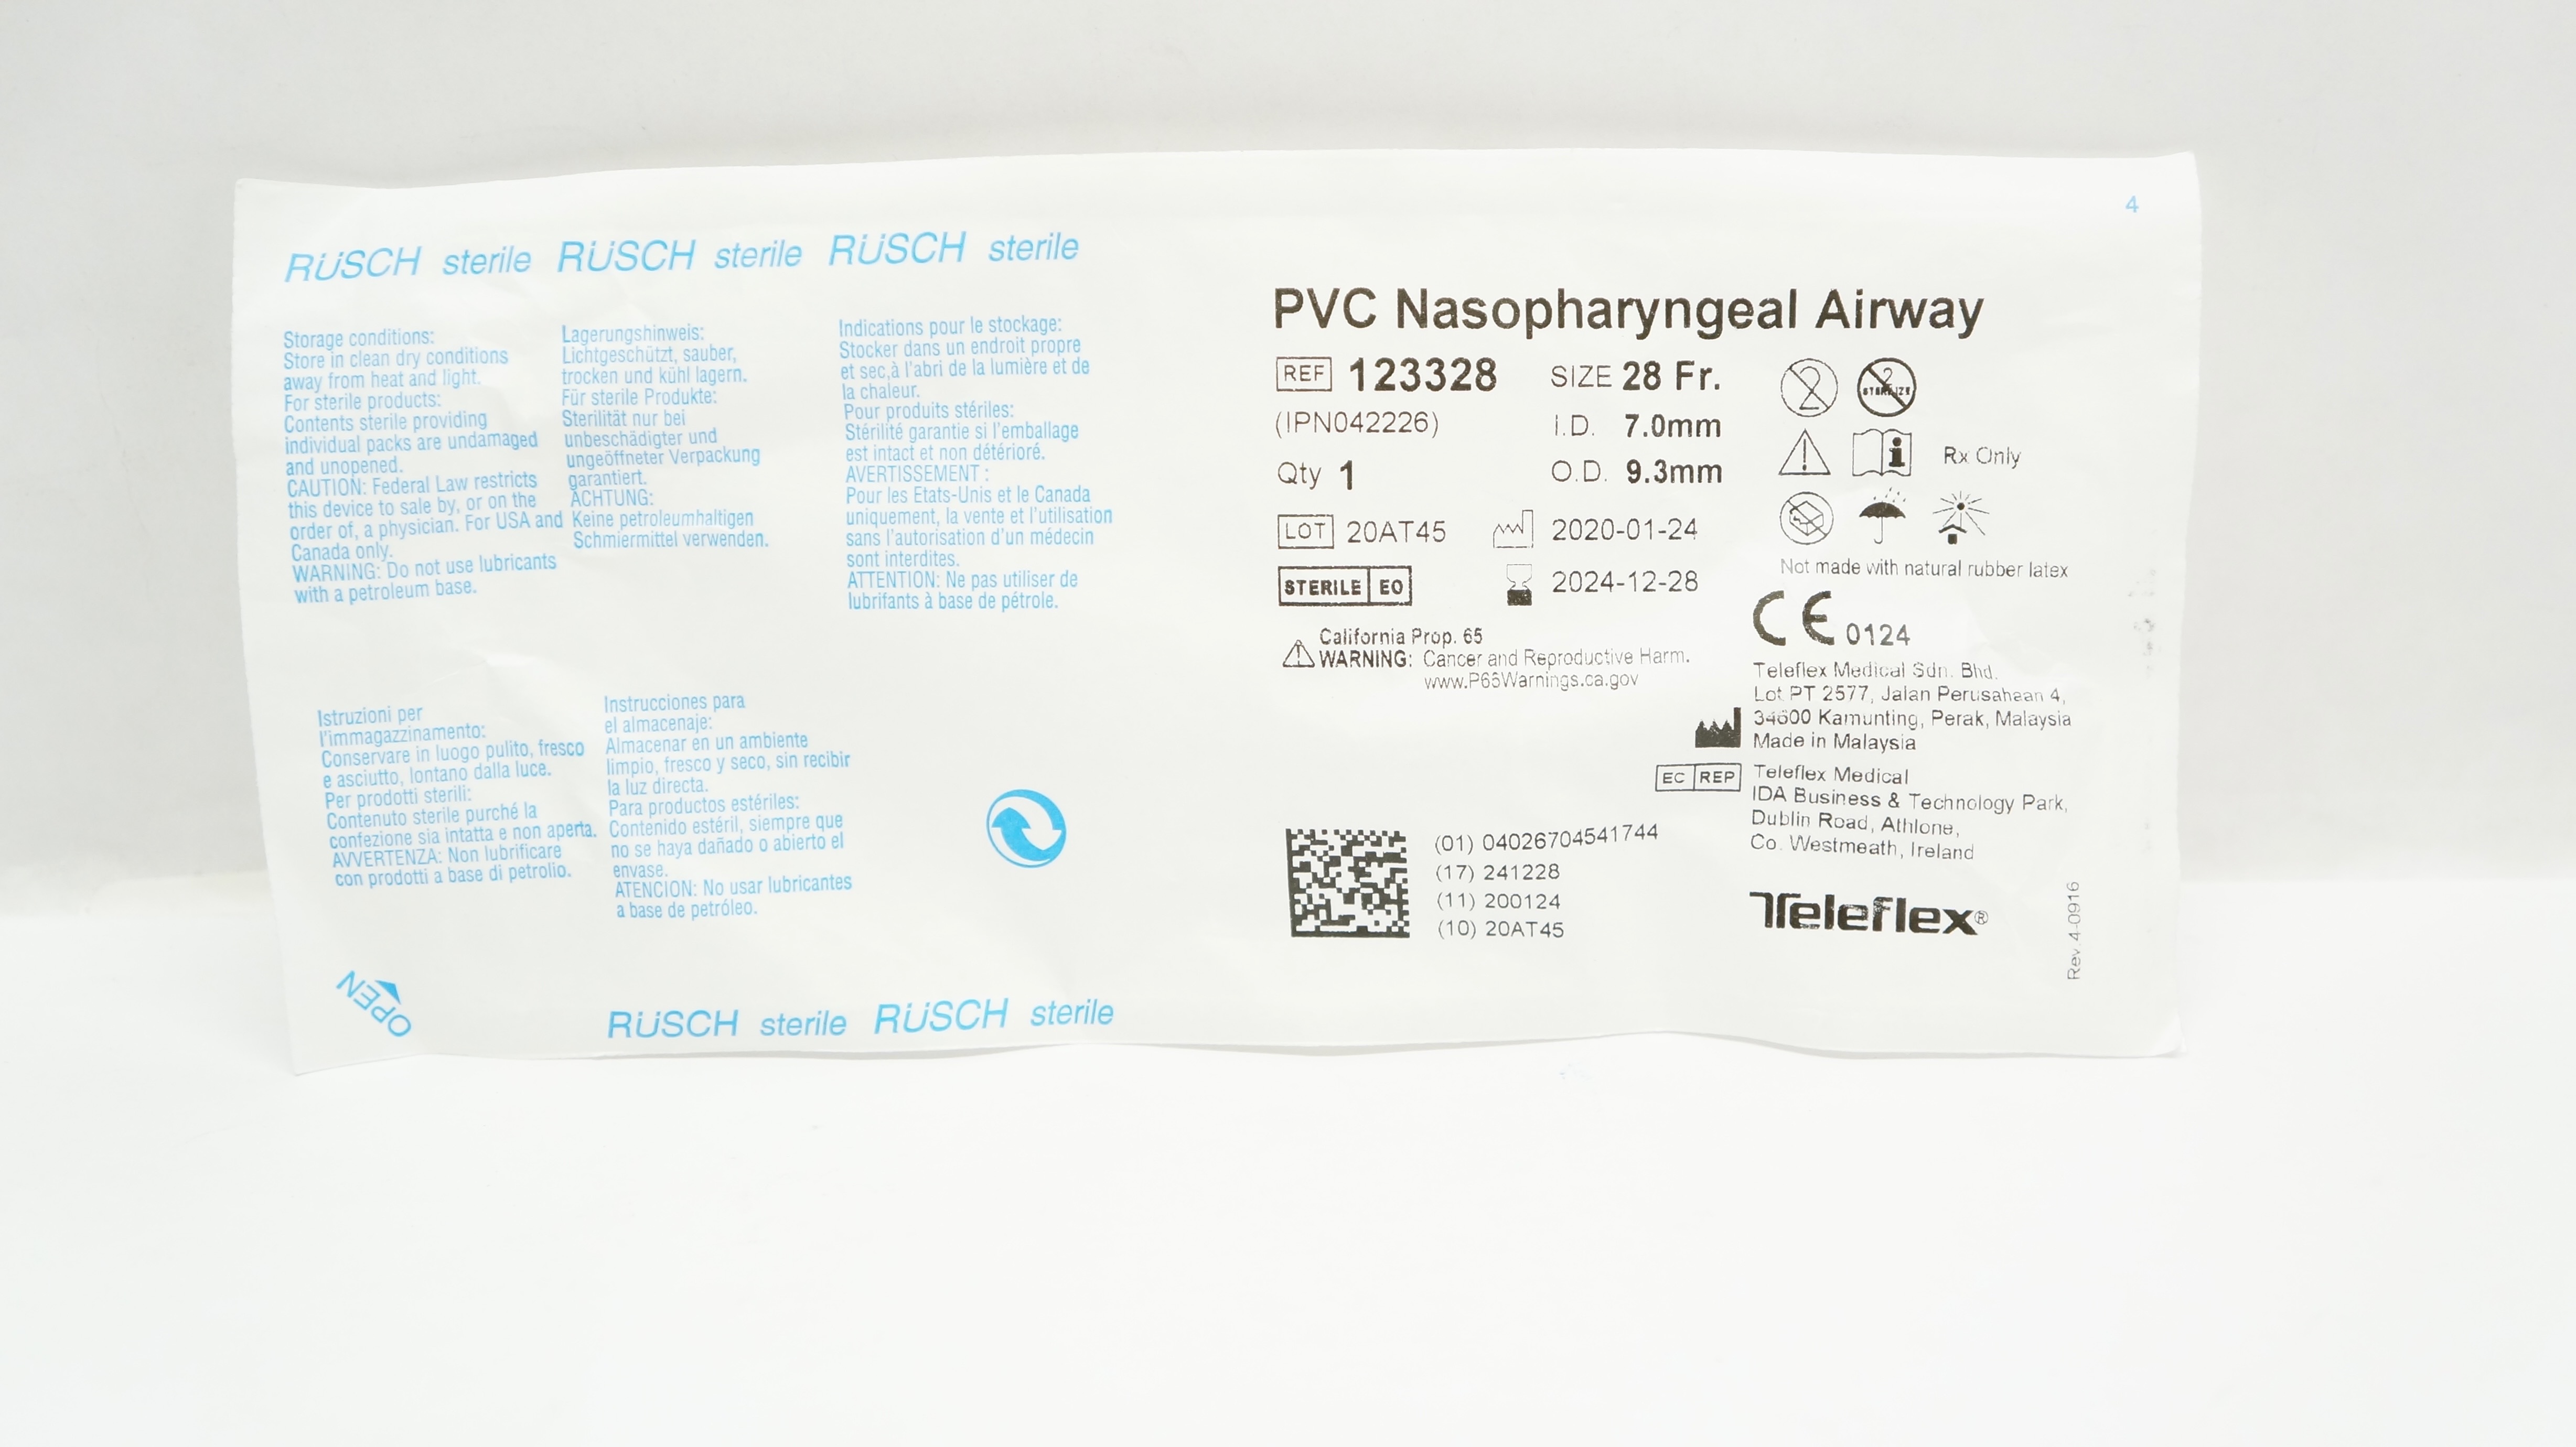 4
RÜSCH sterile RÜSCH sterile RÜSCH sterile
Storage conditions:
Store in clean dry conditions
away from heat and light.
For sterile products:
Contents sterile providing
individual packs are undamaged
and unopened.
CAUTION: Federal Law restricts
this device to sale by, or on the
order of, a physician. For USA and
Canada only.
WARNING: Do not use lubricants
with a petroleum base.
Lagerungshinweis:
Lichtgeschützt, sauber,
trocken und kühl lagern.
Für sterile Produkte:
Sterilität nur bei
unbeschädigter und
ungeöffneter Verpackung
garantiert.
ACHTUNG:
Keine petroleumhaltigen
Schmiermittel verwenden.
Indications pour le stockage:
Stocker dans un endroit propre
et sec,à l'abri de la lumière et de
la chaleur.
Pour produits stériles:
Stérilité garantie si l'emballage
est intact et non détérioré.
AVERTISSEMENT :
Pour les Etats-Unis et le Canada
uniquement, la vente et l'utilisation
sans l'autorisation d'un médecin
sont interdites.
ATTENTION: Ne pas utiliser de
lubrifants à base de pétrole.
Istruzioni per
l'immagazzinamento:
Conservare in luogo pulito, fresco
e asciutto, lontano dalla luce.
Per prodotti sterili:
Contenuto sterile purché la
confezione sia intatta e non aperta.
AVVERTENZA: Non lubrificare
con prodotti a base di petrolio.
Instrucciones para
el almacenaje:
Almacenar en un ambiente
limpio, fresco y seco, sin recibir
la luz directa.
Para productos estériles:
Contenido estéril, siempre que
no se haya dañado o abierto el
envase.
ATENCION: No usar lubricantes
a base de petróleo.
OPEN
RÜSCH sterile RÜSCH sterile
PVC Nasopharyngeal Airway
REF 123328 SIZE 28 Fr.
(IPN042226) I.D. 7.0mm
Qty 1 O.D. 9.3mm
LOT 20AT45 2020-01-24
STERILE EO 2024-12-28
California Prop. 65
WARNING: Cancer and Reproductive Harm.
www.P65Warnings.ca.gov
2 2
STERILIZE
Rx Only
Not made with natural rubber latex
CE 0124
Teleflex Medical Sdn. Bhd.
Lot PT 2577, Jalan Perusahaan 4,
34600 Kamunting, Perak, Malaysia
Made in Malaysia
EC REP Teleflex Medical
IDA Business & Technology Park,
Dublin Road, Athlone,
Co. Westmeath, Ireland
(01) 04026704541744
(17) 241228
(11) 200124
(10) 20AT45
Teleflex®
Rev. 4-0916